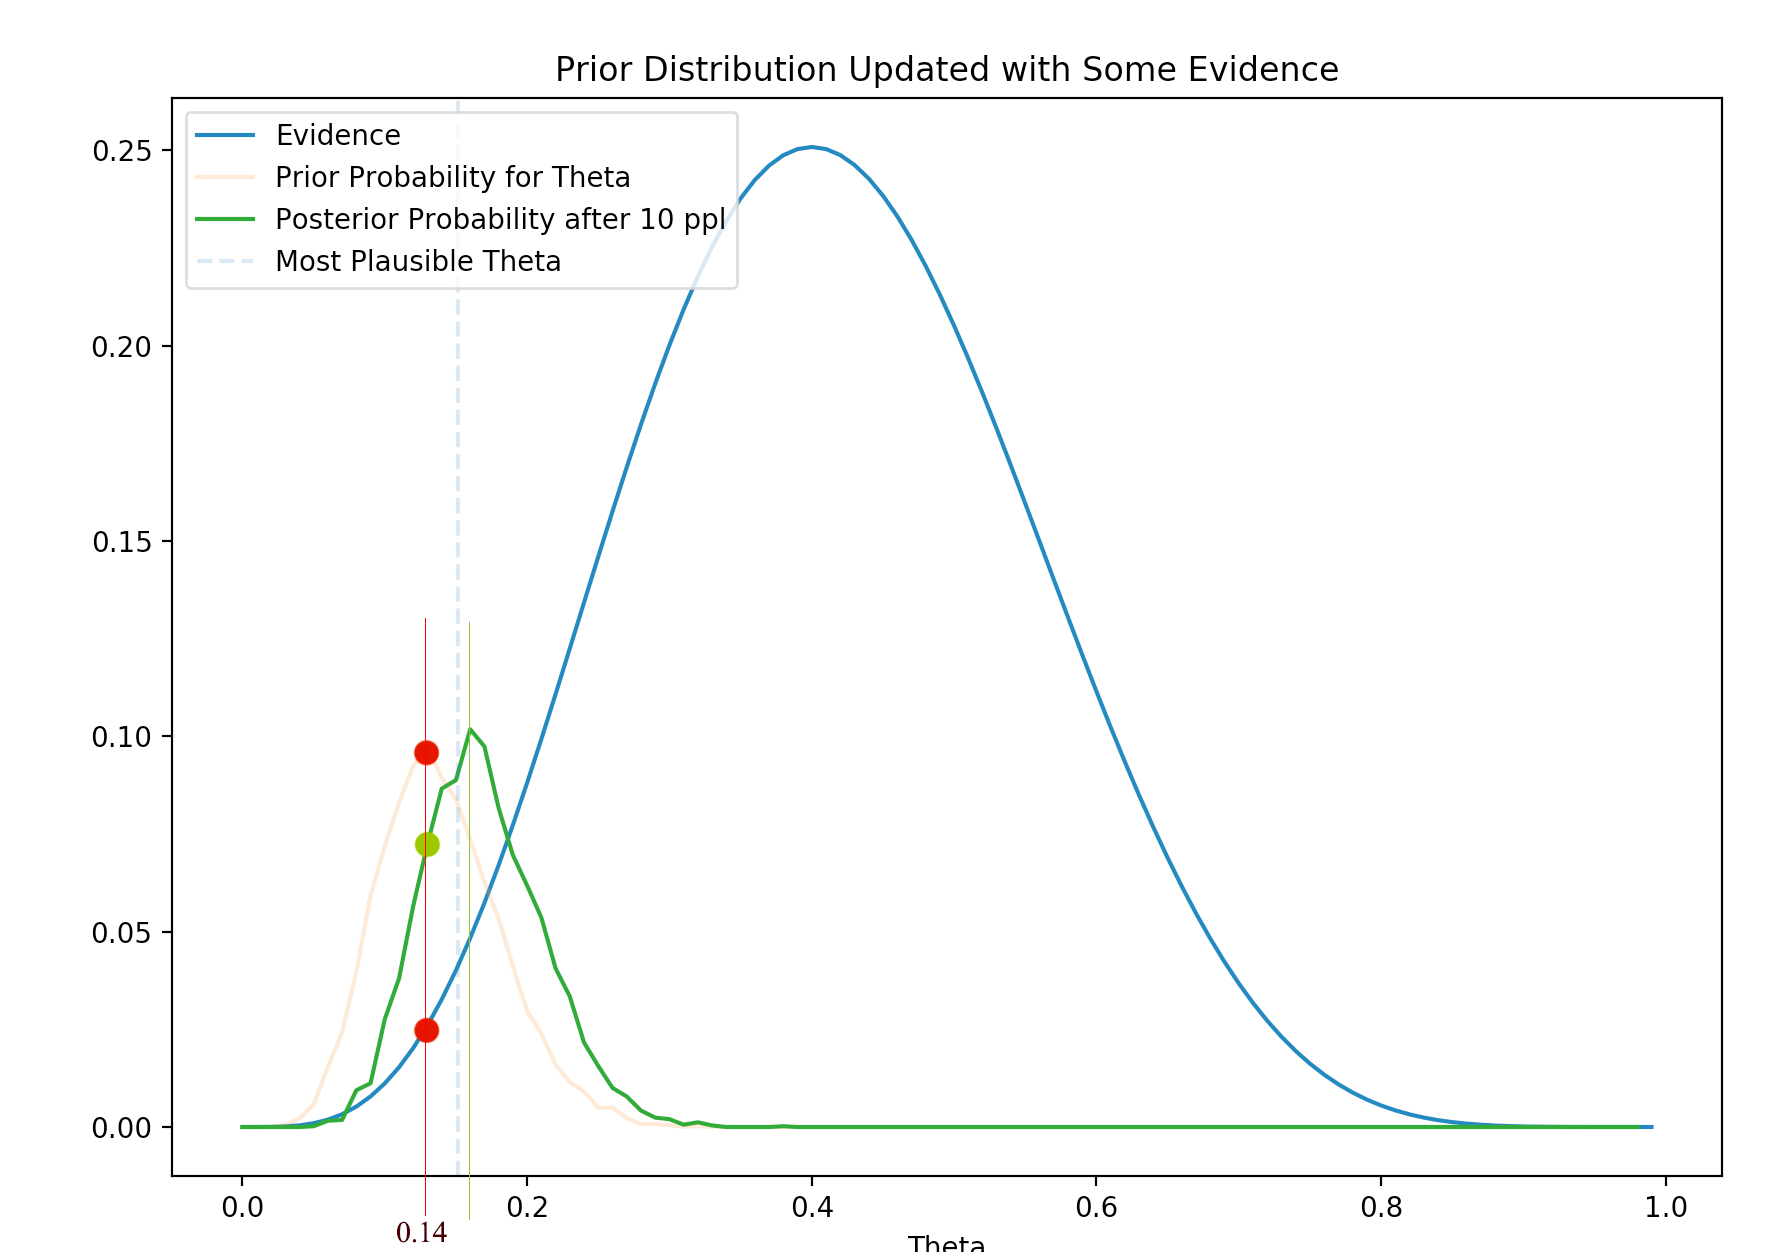 Prior Distribution Updated with Some Evidence
Evidence
Prior Probability for Theta
Posterior Probability after 10 ppl
Most Plausible Theta
0.25
0.20
0.15
0.10
0.05
0.00
0.0 0.2 0.4 0.6 0.8 1.0
0.14
Theta